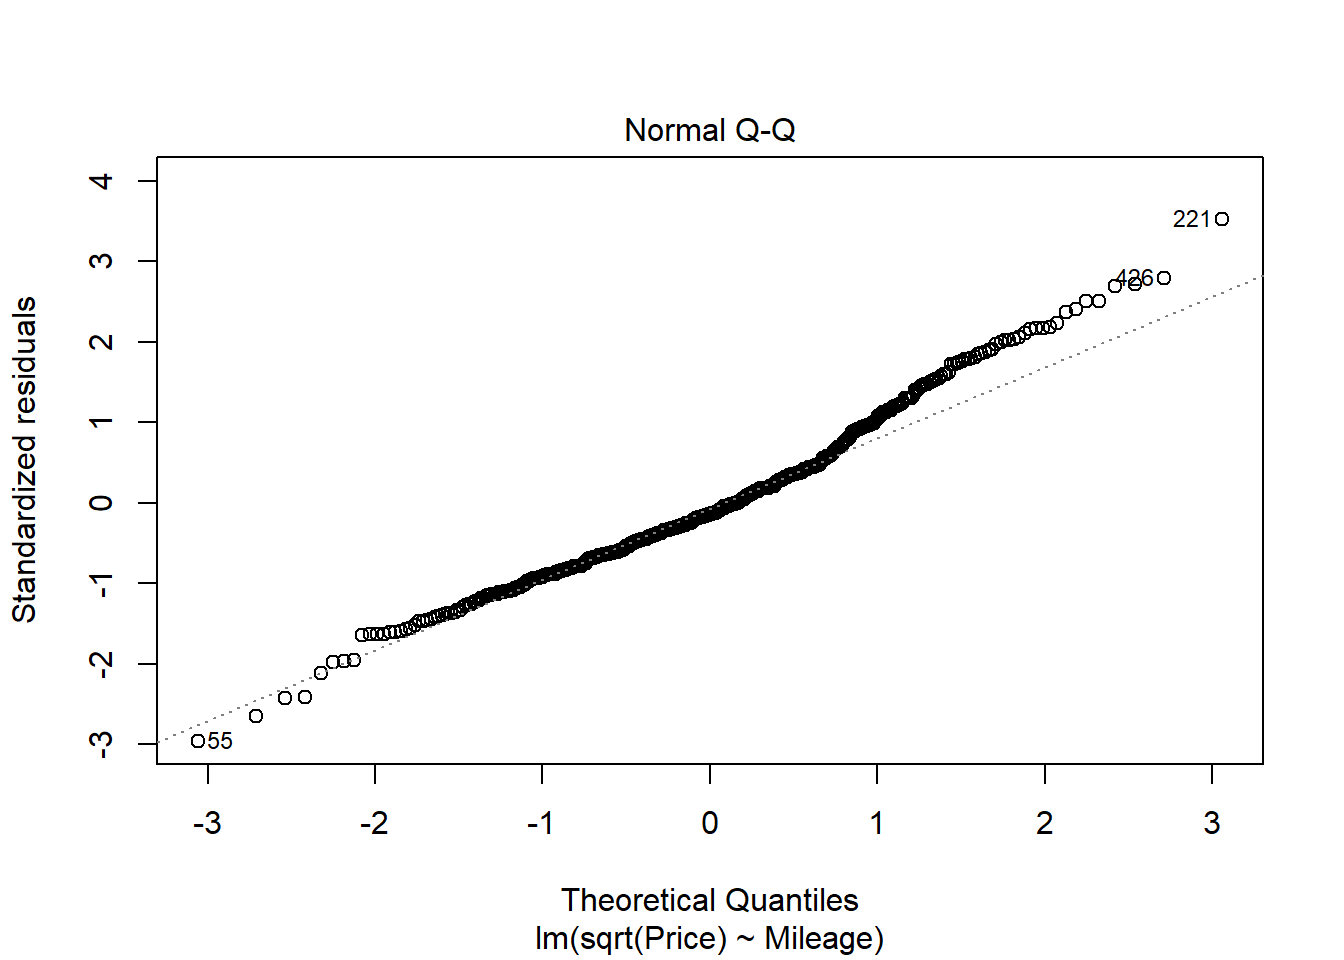 Normal Q-Q
4
3
2
1
0
-1
-2
-3
Standardized residuals
221
426
55
-3 -2 -1 0 1 2 3
Theoretical Quantiles
lm(sqrt(Price) ~ Mileage)